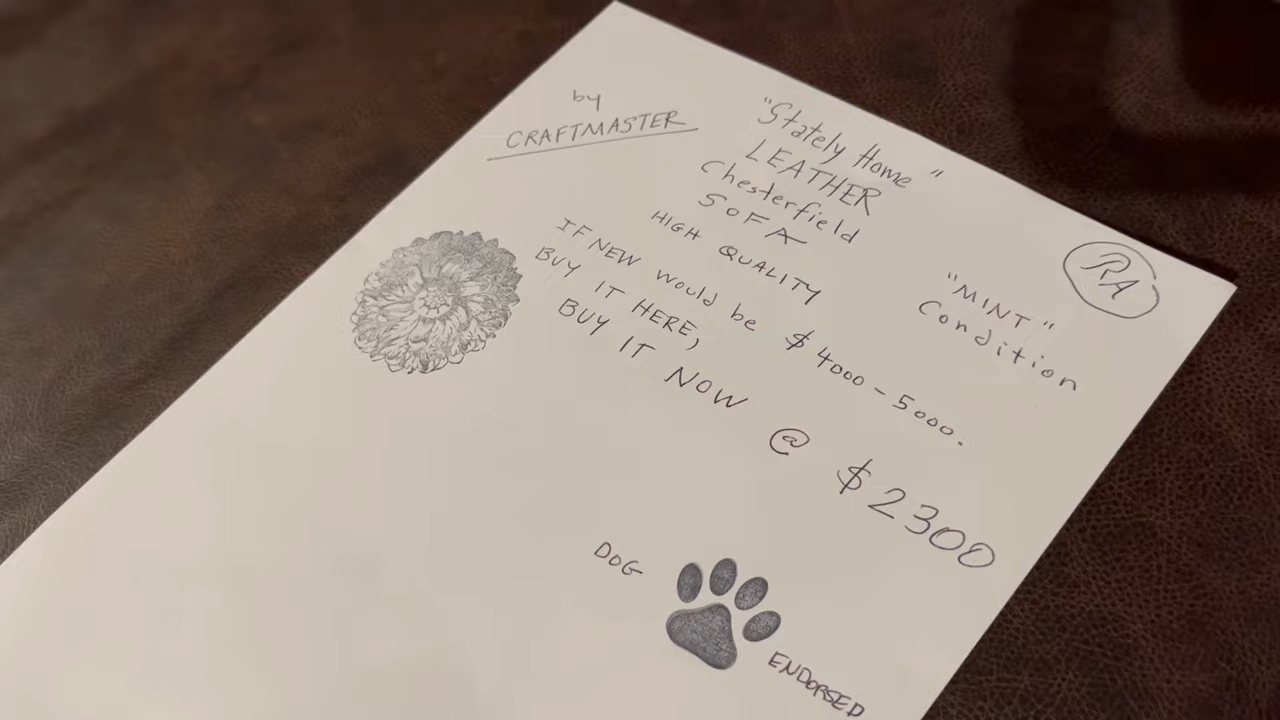 by
CRAFTMASTER
"Stately Home"
LEATHER
Chesterfield
SOFA
HIGH QUALITY
"MINT"
Condition
RA
IF NEW would be $4000-5000.
BUY IT HERE,
BUY IT NOW @ $2300
DOG
ENDORSED